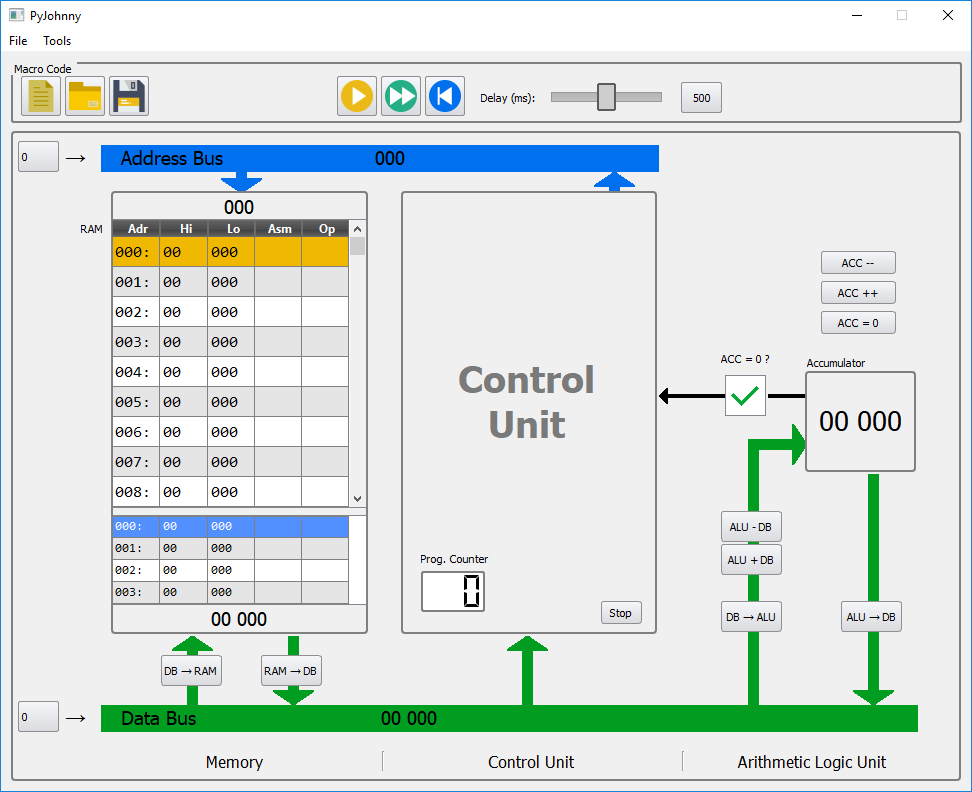 PyJohnny
File Tools
Macro Code
Delay (ms): 500
0 → Address Bus 000
000
RAM
Adr Hi Lo Asm Op
000: 00 000
001: 00 000
002: 00 000
003: 00 000
004: 00 000
005: 00 000
006: 00 000
007: 00 000
008: 00 000
000: 00 000
001: 00 000
002: 00 000
003: 00 000
00 000
DB → RAM RAM → DB
Control
Unit
Prog. Counter
0
Stop
ACC --
ACC ++
ACC = 0
ACC = 0 ?
Accumulator
00 000
ALU - DB
ALU + DB
DB → ALU ALU → DB
0 → Data Bus 00 000
Memory Control Unit Arithmetic Logic Unit